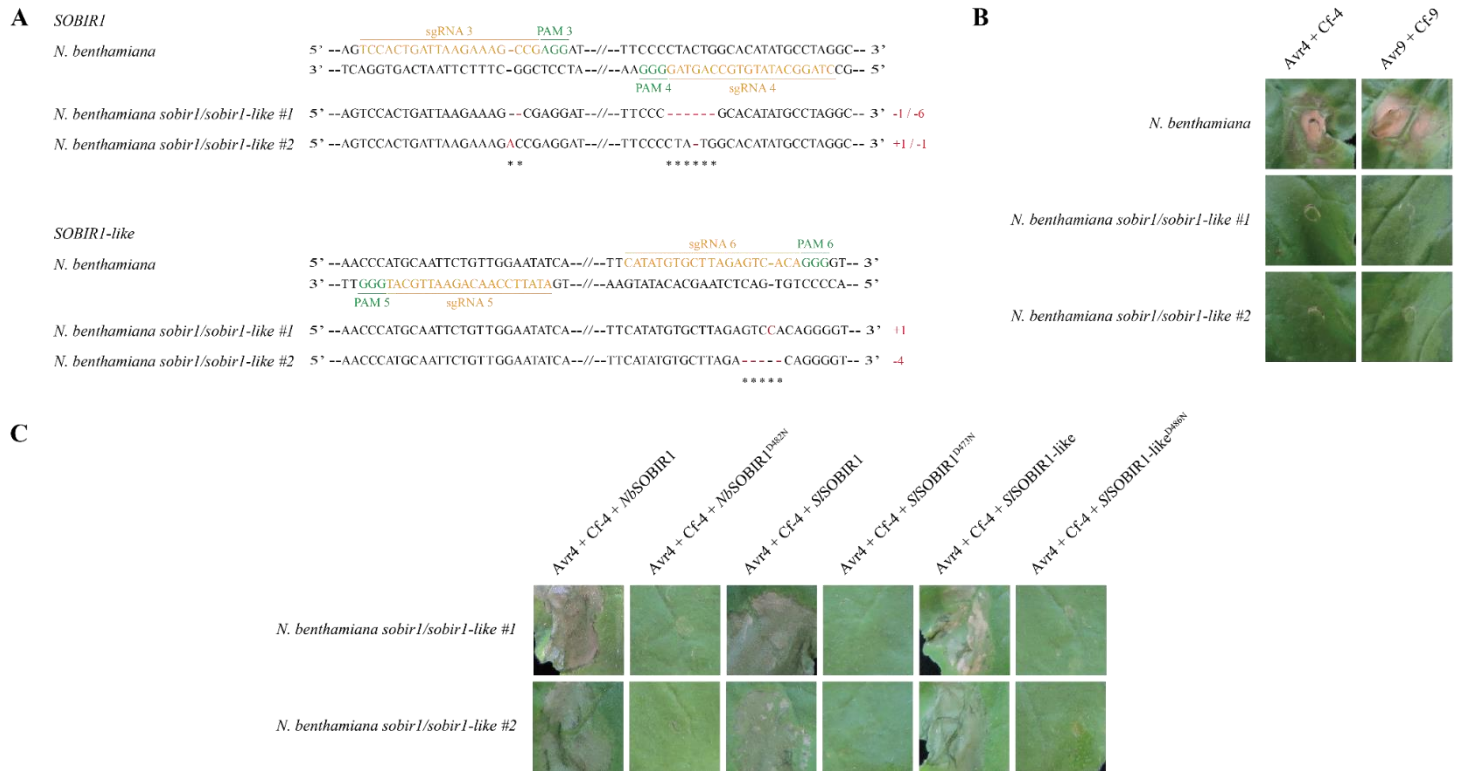 A
SOBIR1
sgRNA 3 PAM 3
N. benthamiana 5’ --AGTCCACTGATTAAGAAAG-CCGAGGAT--//--TTCCCCTACTGGCACATATGCCTAGGC-- 3’
3’ --TCAGGTGACTAATTCTTTC-GGCTCCTA--//--AAGGGGATGACCGTGTATACGGATCCG-- 5’
PAM 4 sgRNA 4
N. benthamiana sobir1/sobir1-like #1 5’ --AGTCCACTGATTAAGAAAG--CGAGGAT--//--TTCCC------GCACATATGCCTAGGC-- 3’ -1 / -6
N. benthamiana sobir1/sobir1-like #2 5’ --AGTCCACTGATTAAGAAAGACCGAGGAT--//--TTCCCCTA-TGGCACATATGCCTAGGC-- 3’ +1 / -1
** ******
SOBIR1-like
sgRNA 6 PAM 6
N. benthamiana 5’ --AACCCATGCAATTCTGTTGGAATATCA--//--TTCATATGTGCTTAGAGTC-ACAGGGGT-- 3’
3’ --TTGGGTACGTTAAGACAACCTTATAGT--//--AAGTATACACGAATCTCAG-TGTCCCCA-- 5’
PAM 5 sgRNA 5
N. benthamiana sobir1/sobir1-like #1 5’ --AACCCATGCAATTCTGTTGGAATATCA--//--TTCATATGTGCTTAGAGTCCACAGGGGT-- 3’ +1
N. benthamiana sobir1/sobir1-like #2 5’ --AACCCATGCAATTCTGTTGGAATATCA--//--TTCATATGTGCTTAGA-----CAGGGGT-- 3’ -4
*****
B
Avr4 + Cf-4
Avr9 + Cf-9
N. benthamiana
N. benthamiana sobir1/sobir1-like #1
N. benthamiana sobir1/sobir1-like #2
C
Avr4 + Cf-4 + NbSOBIR1
Avr4 + Cf-4 + NbSOBIR1D482N
Avr4 + Cf-4 + SlSOBIR1
Avr4 + Cf-4 + SlSOBIR1D473N
Avr4 + Cf-4 + SlSOBIR1-like
Avr4 + Cf-4 + SlSOBIR1-likeD486N
N. benthamiana sobir1/sobir1-like #1
N. benthamiana sobir1/sobir1-like #2